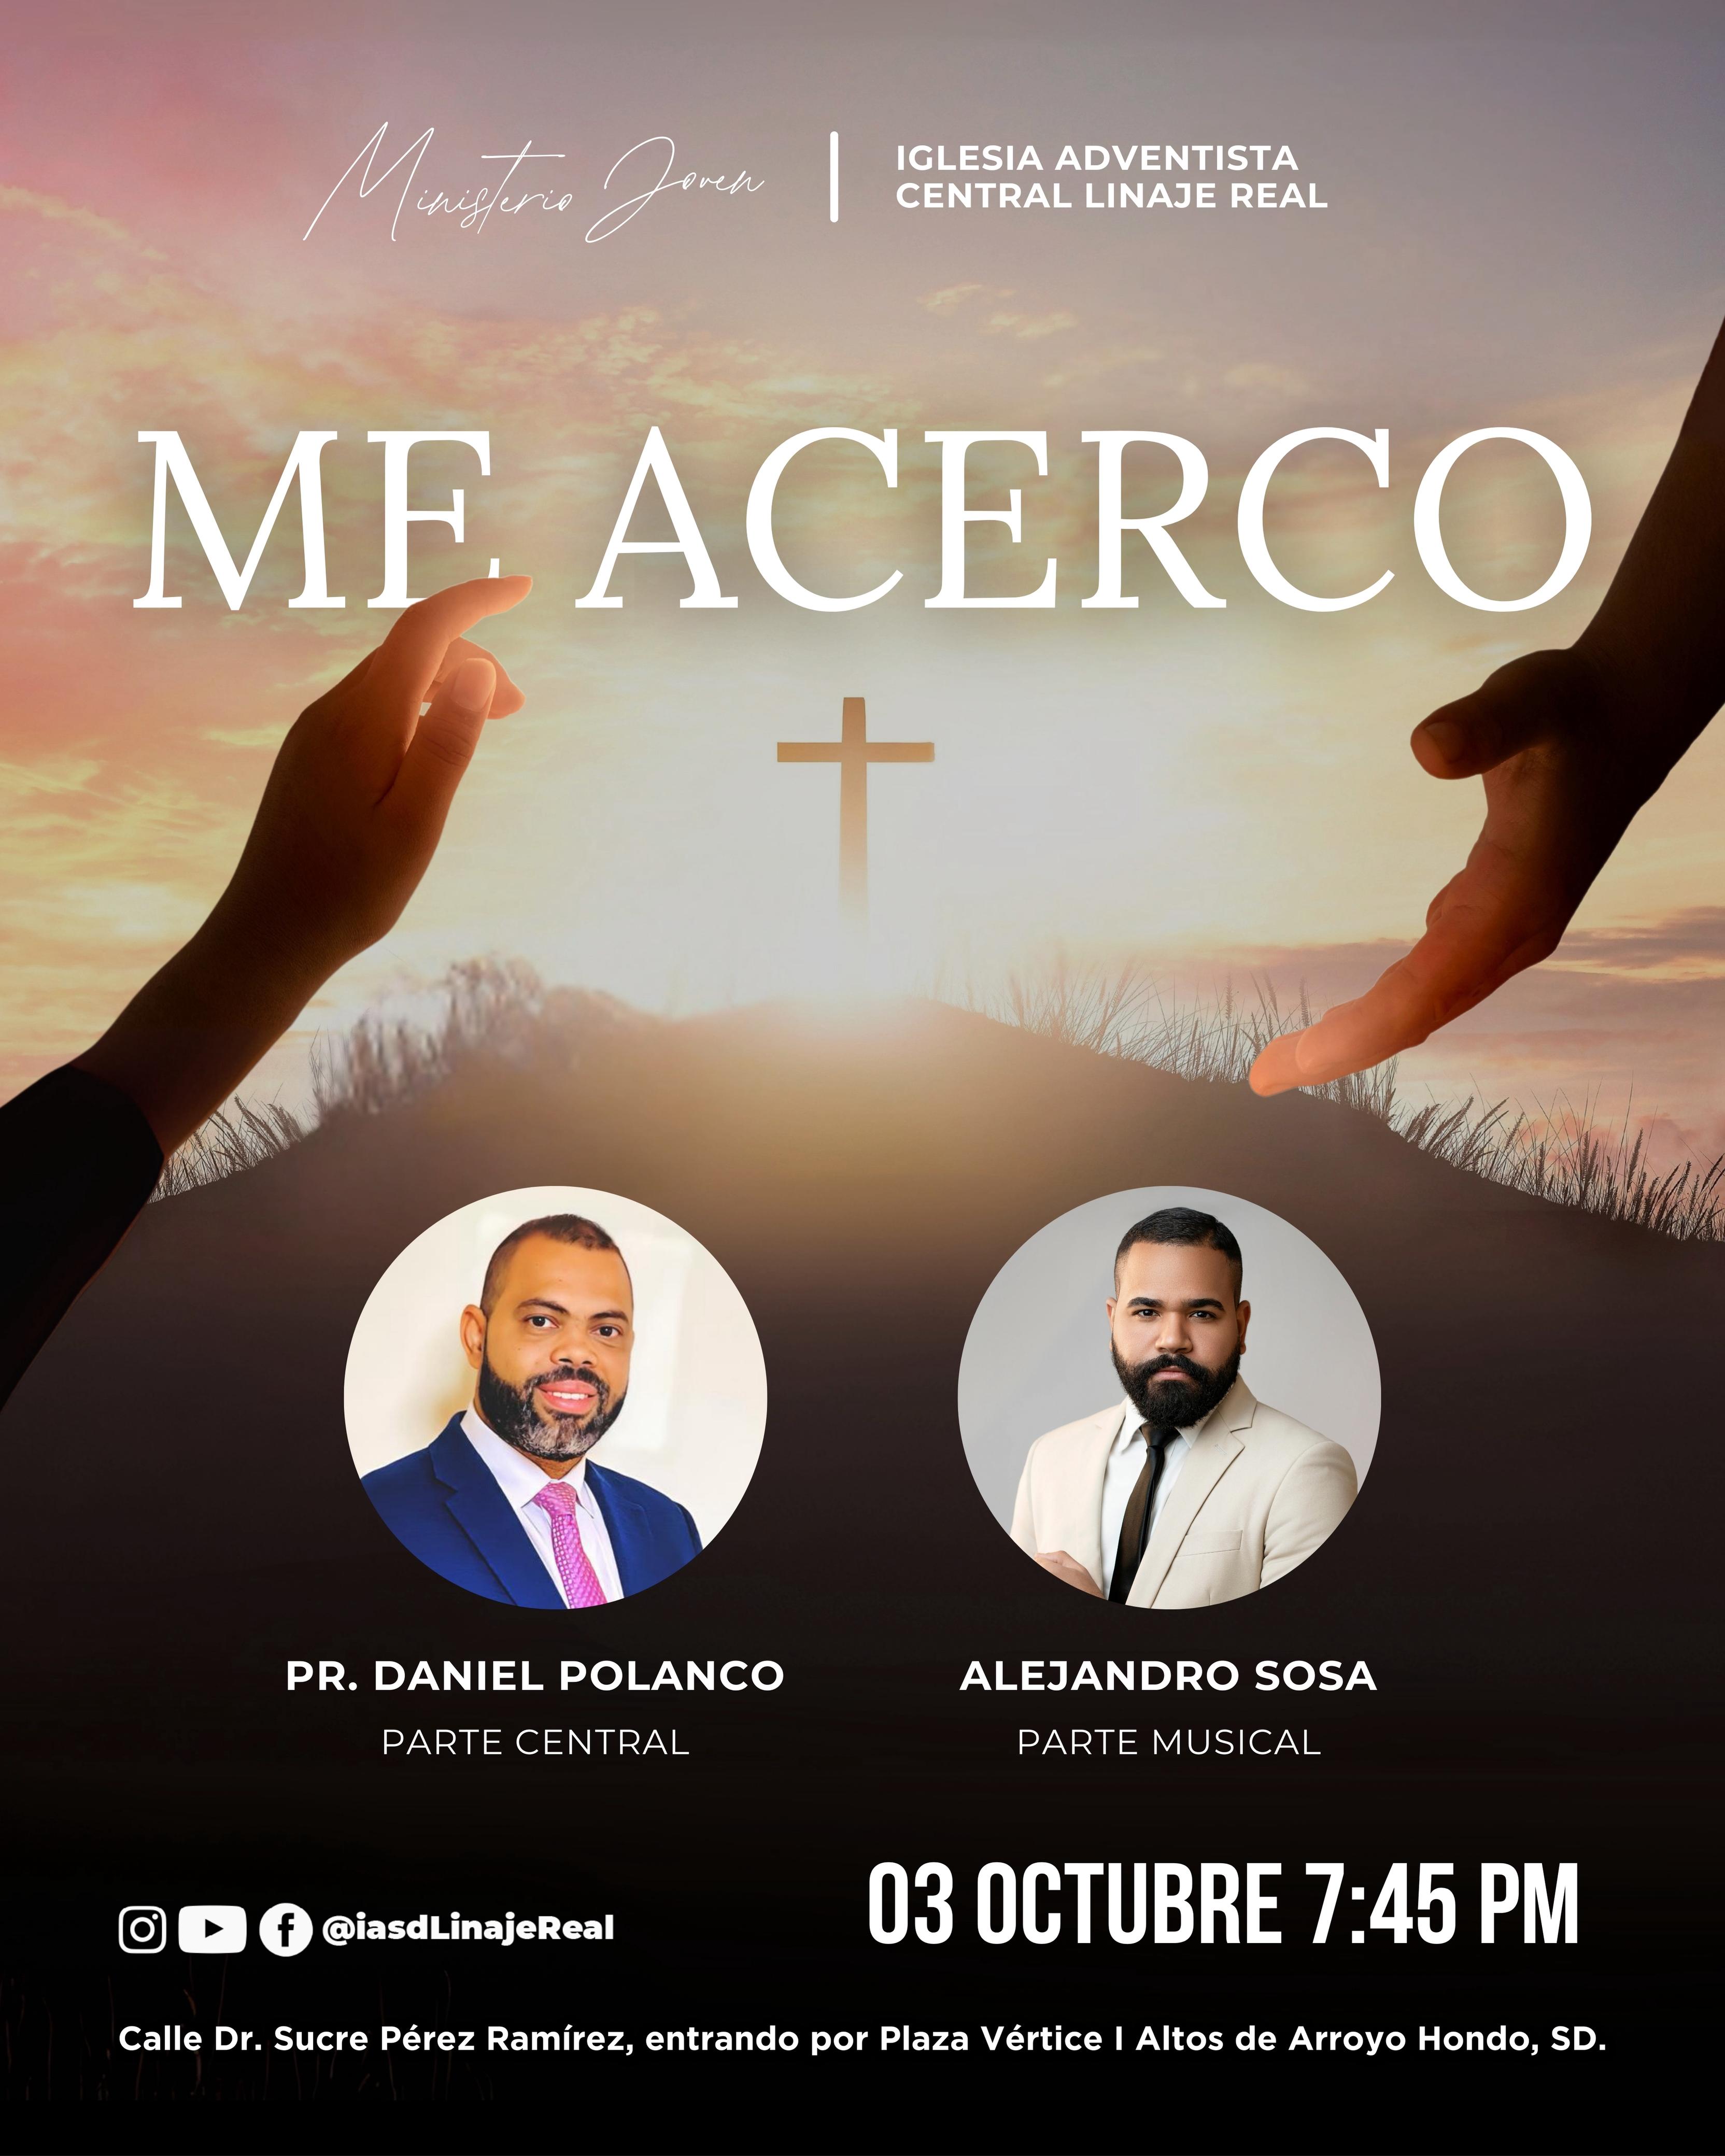 Ministerio Joven
IGLESIA ADVENTISTA
CENTRAL LINAJE REAL
ME ACERCO
PR. DANIEL POLANCO
PARTE CENTRAL
ALEJANDRO SOSA
PARTE MUSICAL
03 OCTUBRE 7:45 PM
@iasdLinajeReal
Calle Dr. Sucre Pérez Ramírez, entrando por Plaza Vértice I Altos de Arroyo Hondo, SD.